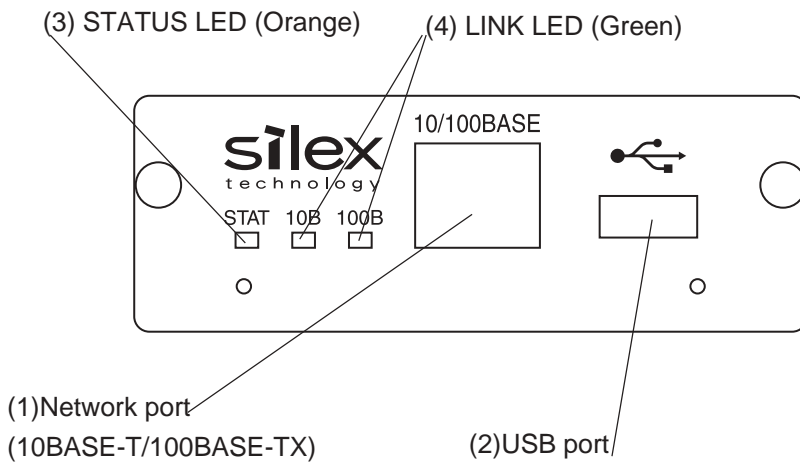 (3) STATUS LED (Orange)
(4) LINK LED (Green)
silex
technology
10/100BASE
STAT 10B 100B
(1)Network port
(10BASE-T/100BASE-TX)
(2)USB port